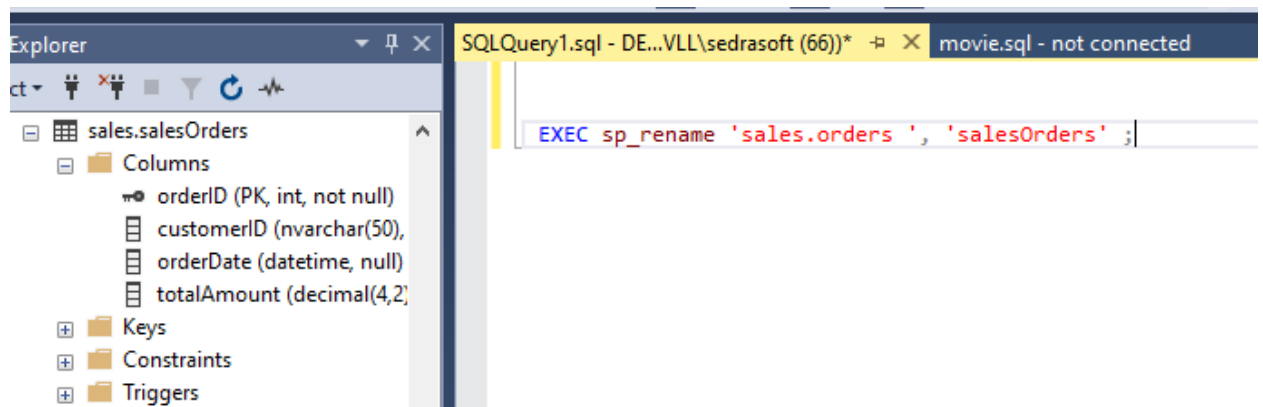 Explorer
ct
sales.salesOrders
Columns
orderID (PK, int, not null)
customerID (nvarchar(50),
orderDate (datetime, null)
totalAmount (decimal(4,2)
Keys
Constraints
Triggers
SQLQuery1.sql - DE...VLL\sedrasoft (66))*
movie.sql - not connected
EXEC sp_rename 'sales.orders ', 'salesOrders' ;